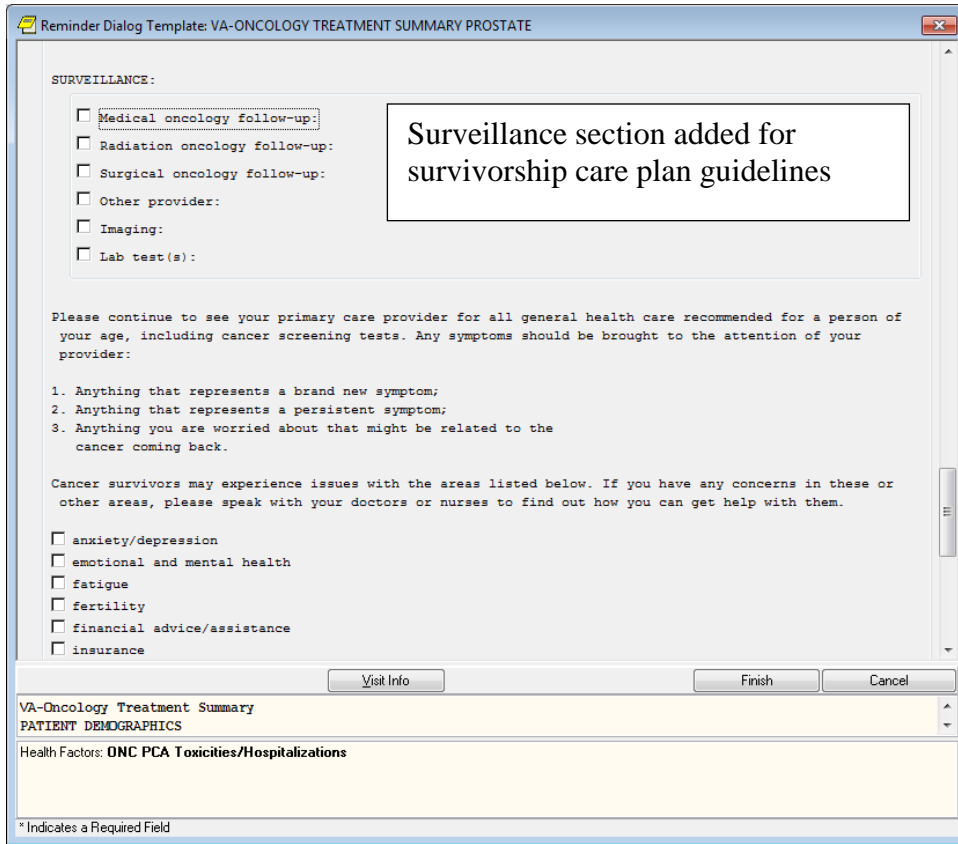 Reminder Dialog Template: VA-ONCOLOGY TREATMENT SUMMARY PROSTATE
SURVEILLANCE:
Medical oncology follow-up:
Radiation oncology follow-up:
Surgical oncology follow-up:
Other provider:
Imaging:
Lab test(s):
Surveillance section added for
survivorship care plan guidelines
Please continue to see your primary care provider for all general health care recommended for a person of
your age, including cancer screening tests. Any symptoms should be brought to the attention of your
provider:
1. Anything that represents a brand new symptom;
2. Anything that represents a persistent symptom;
3. Anything you are worried about that might be related to the
cancer coming back.
Cancer survivors may experience issues with the areas listed below. If you have any concerns in these or
other areas, please speak with your doctors or nurses to find out how you can get help with them.
anxiety/depression
emotional and mental health
fatigue
fertility
financial advice/assistance
insurance
Visit Info
Finish
Cancel
VA-Oncology Treatment Summary
PATIENT DEMOGRAPHICS
Health Factors: ONC PCA Toxicities/Hospitalizations
* Indicates a Required Field